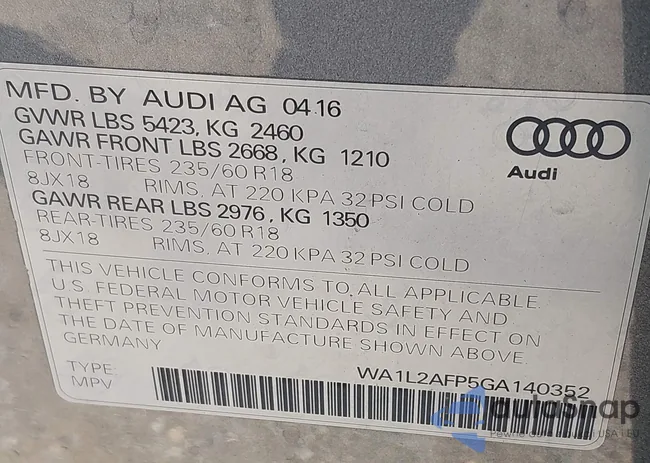 MFD. BY AUDI AG 04.16
GVWR LBS 5423, KG 2460
GAWR FRONT LBS 2668, KG 1210
FRONT-TIRES 235/60 R18
8JX18 RIMS, AT 220 KPA 32 PSI COLD
GAWR REAR LBS 2976, KG 1350
REAR-TIRES 235/60 R18
8JX18 RIMS, AT 220 KPA 32 PSI COLD
Audi
THIS VEHICLE CONFORMS TO ALL APPLICABLE
U.S. FEDERAL MOTOR VEHICLE SAFETY AND
THEFT PREVENTION STANDARDS IN EFFECT ON
THE DATE OF MANUFACTURE SHOWN ABOVE.
GERMANY
TYPE: WA1L2AFP5GA140352
MPV
autoSnap
USA | EU